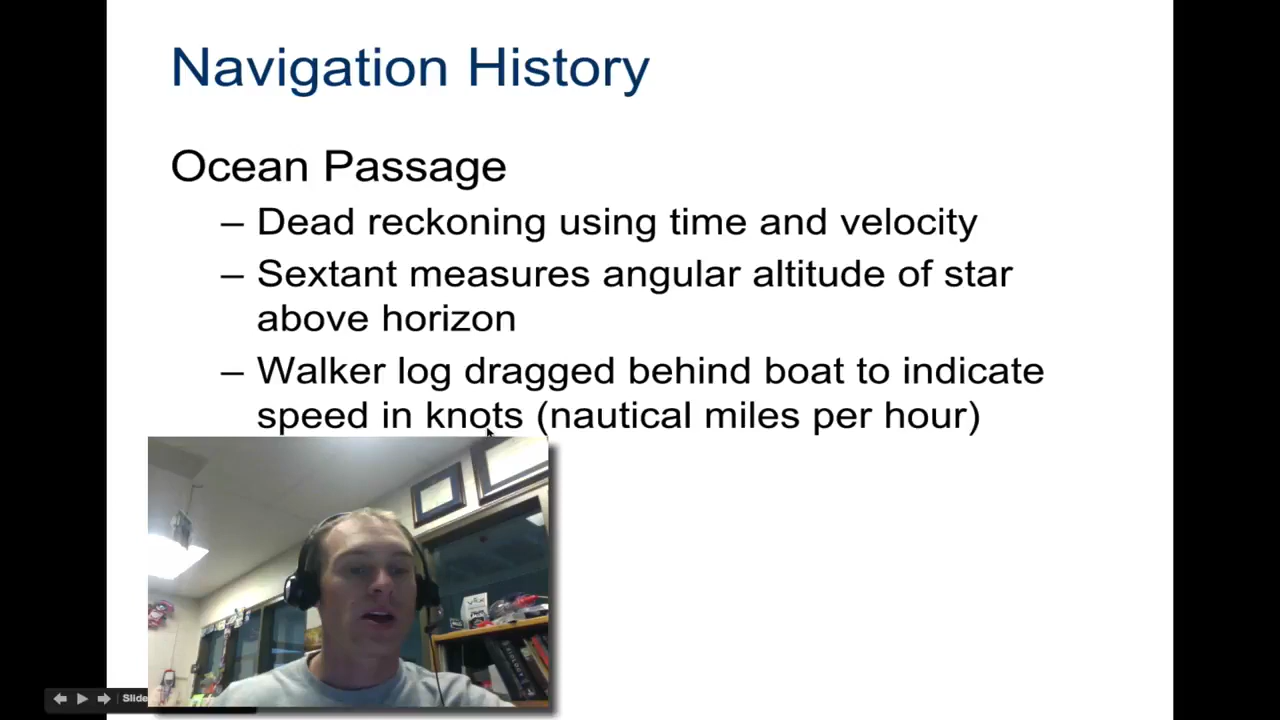 Navigation History
Ocean Passage
– Dead reckoning using time and velocity
– Sextant measures angular altitude of star
above horizon
– Walker log dragged behind boat to indicate
speed in knots (nautical miles per hour)
Slide